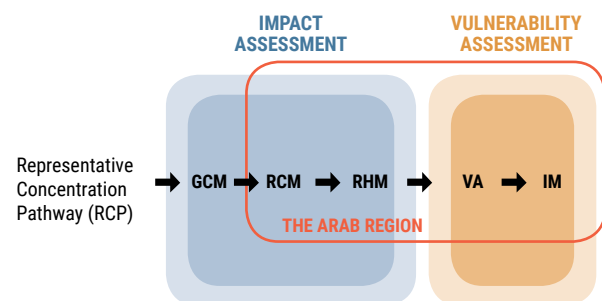 IMPACT
ASSESSMENT
VULNERABILITY
ASSESSMENT
Representative
Concentration
Pathway (RCP)
GCM
RCM
RHM
VA
IM
THE ARAB REGION